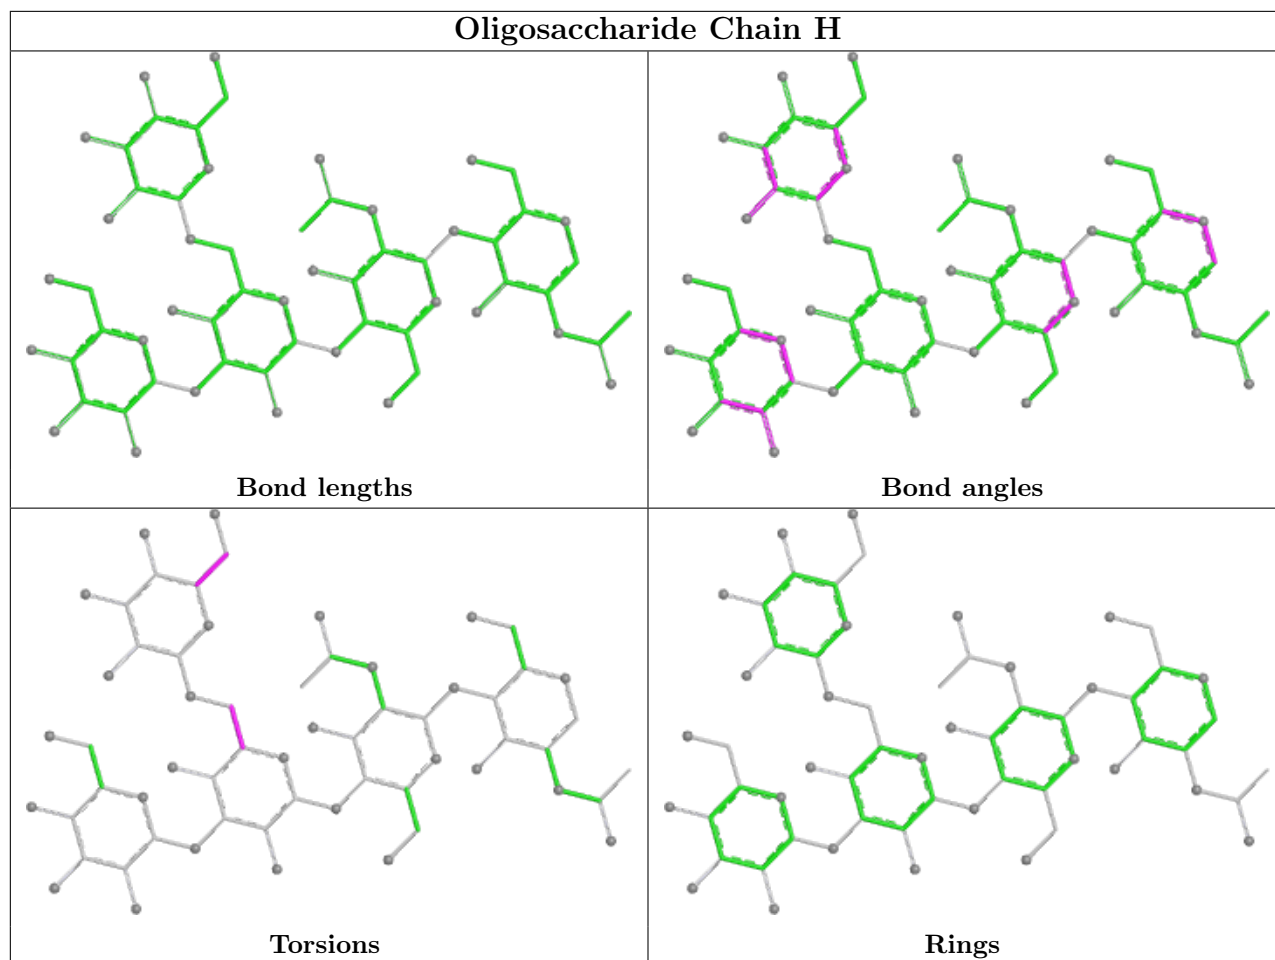 Oligosaccharide Chain H
Bond lengths
Bond angles
Torsions
Rings